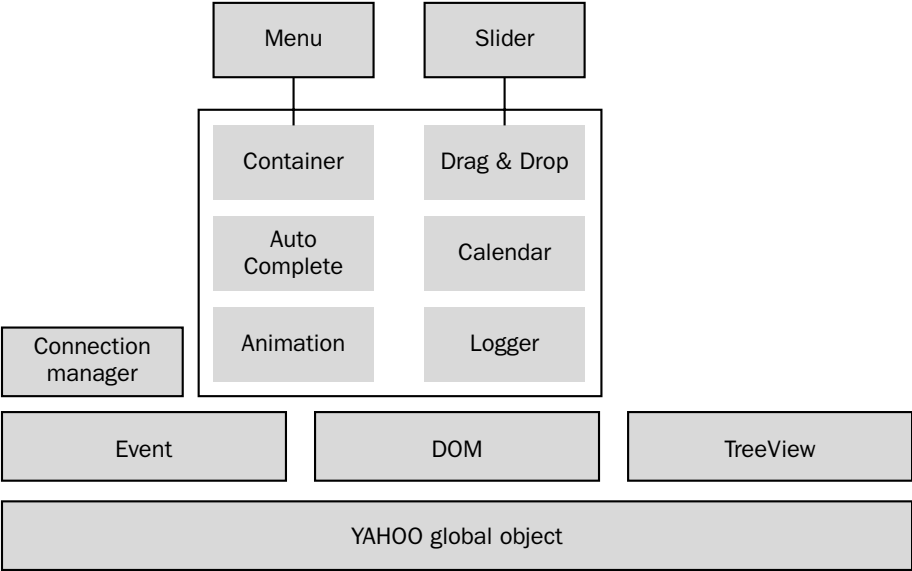 Menu
Slider
Container
Drag & Drop
Auto
Complete
Calendar
Animation
Logger
Connection
manager
Event
DOM
TreeView
YAHOO global object